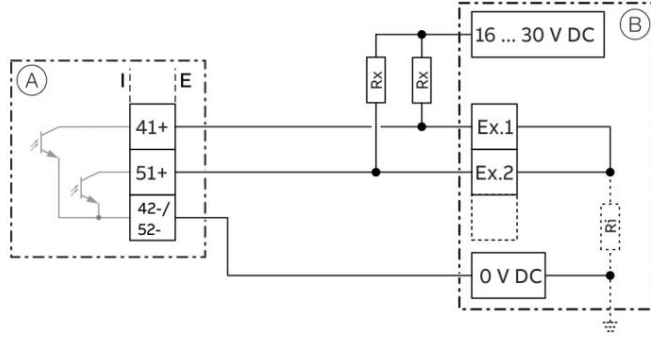 16 ... 30 V DC
B
A
I
E
Rx
Rx
41+
Ex.1
51+
Ex.2
42-/
52-
Ri
0 V DC